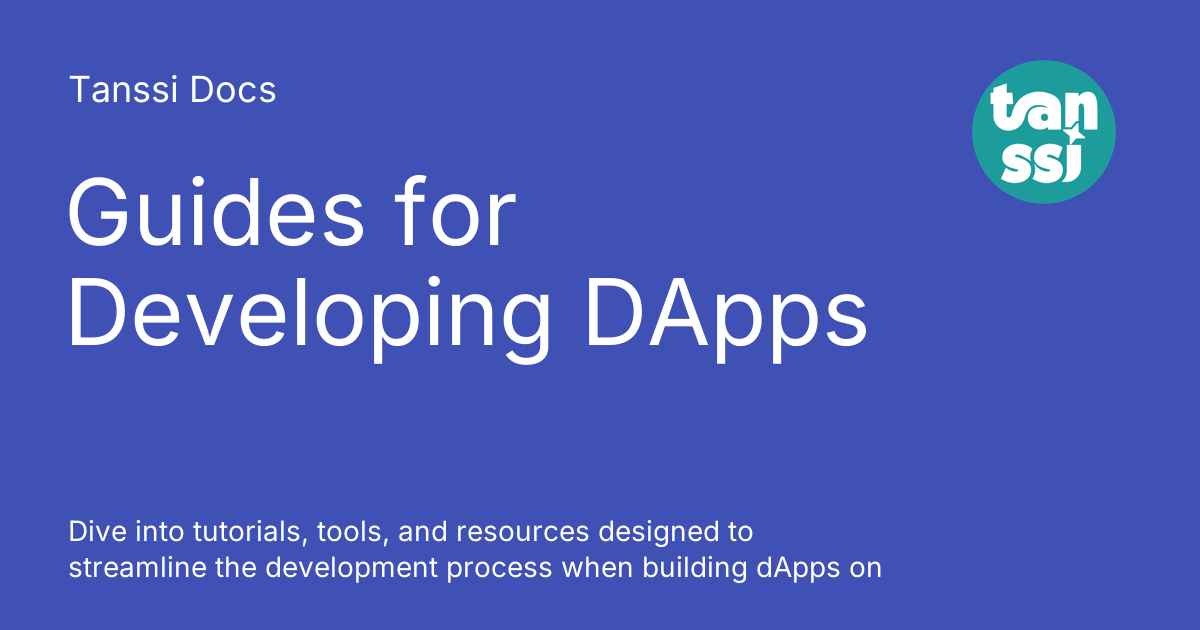 Tanssi Docs
tan
ssi
Guides for
Developing DApps
Dive into tutorials, tools, and resources designed to
streamline the development process when building dApps on